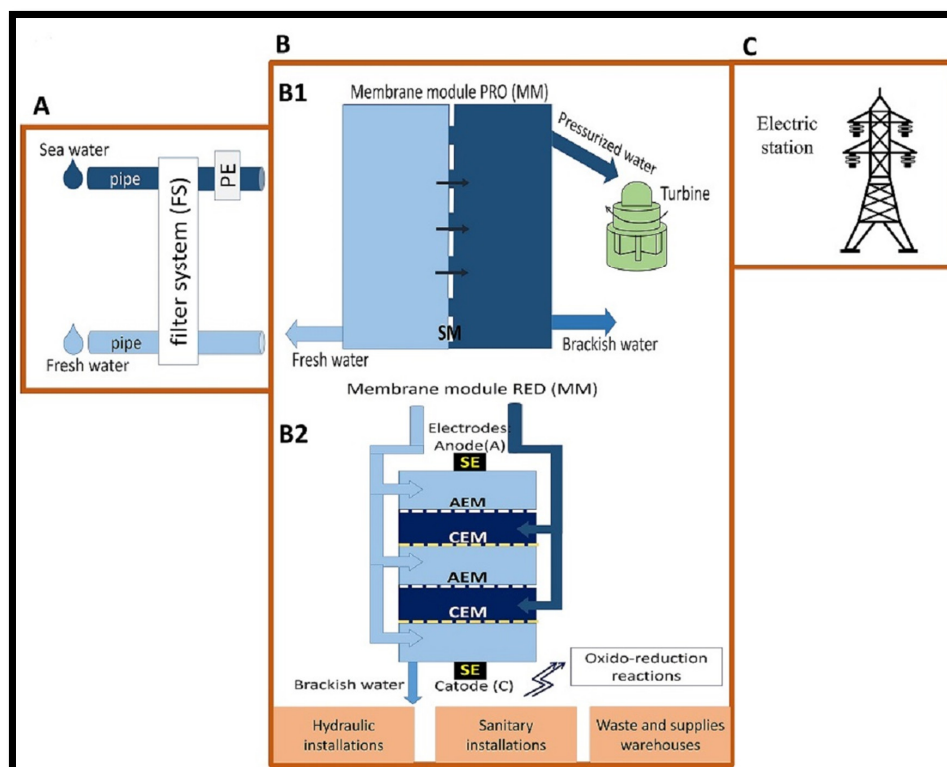 A
Sea water
pipe
PE
filter system (FS)
pipe
Fresh water
B
B1
Membrane module PRO (MM)
Pressurized water
Turbine
SM
Fresh water
Brackish water
Membrane module RED (MM)
B2
Electrodes:
Anode(A)
SE
AEM
CEM
AEM
CEM
SE
Brackish water
Catode (C)
Oxido-reduction
reactions
Hydraulic
installations
Sanitary
installations
Waste and supplies
warehouses
C
Electric
station